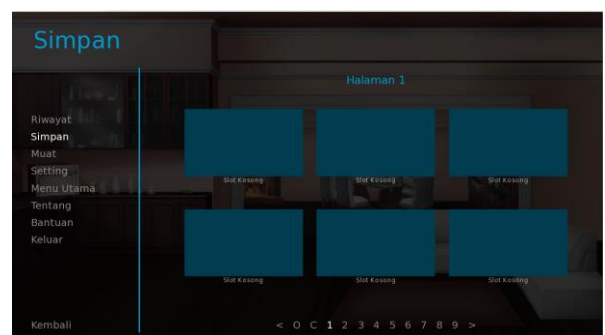 Simpan
Halaman 1
Riwayat
Simpan
Muat
Setting
Menu Utama
Tentang
Bantuan
Keluar
Slot Kosong Slot Kosong Slot Kosong
Slot Kosong Slot Kosong Slot Kosong
Kembali
< O C 1 2 3 4 5 6 7 8 9 >